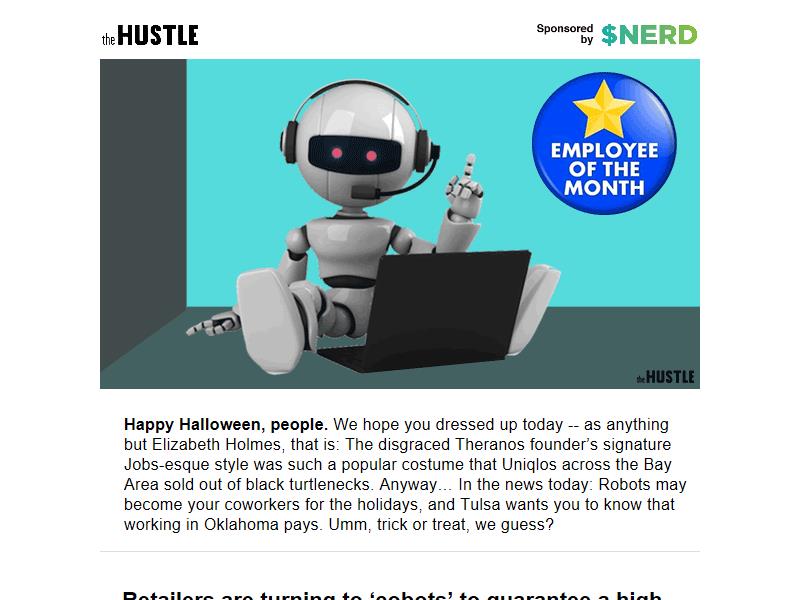 the HUSTLE
Sponsored
by
$NERD
EMPLOYEE
OF THE
MONTH
the HUSTLE
Happy Halloween, people. We hope you dressed up today -- as anything
but Elizabeth Holmes, that is: The disgraced Theranos founder’s signature
Jobs-esque style was such a popular costume that Uniqlos across the Bay
Area sold out of black turtlenecks. Anyway… In the news today: Robots may
become your coworkers for the holidays, and Tulsa wants you to know that
working in Oklahoma pays. Umm, trick or treat, we guess?
Retailers are turning to ‘cobots’ to guarantee a high